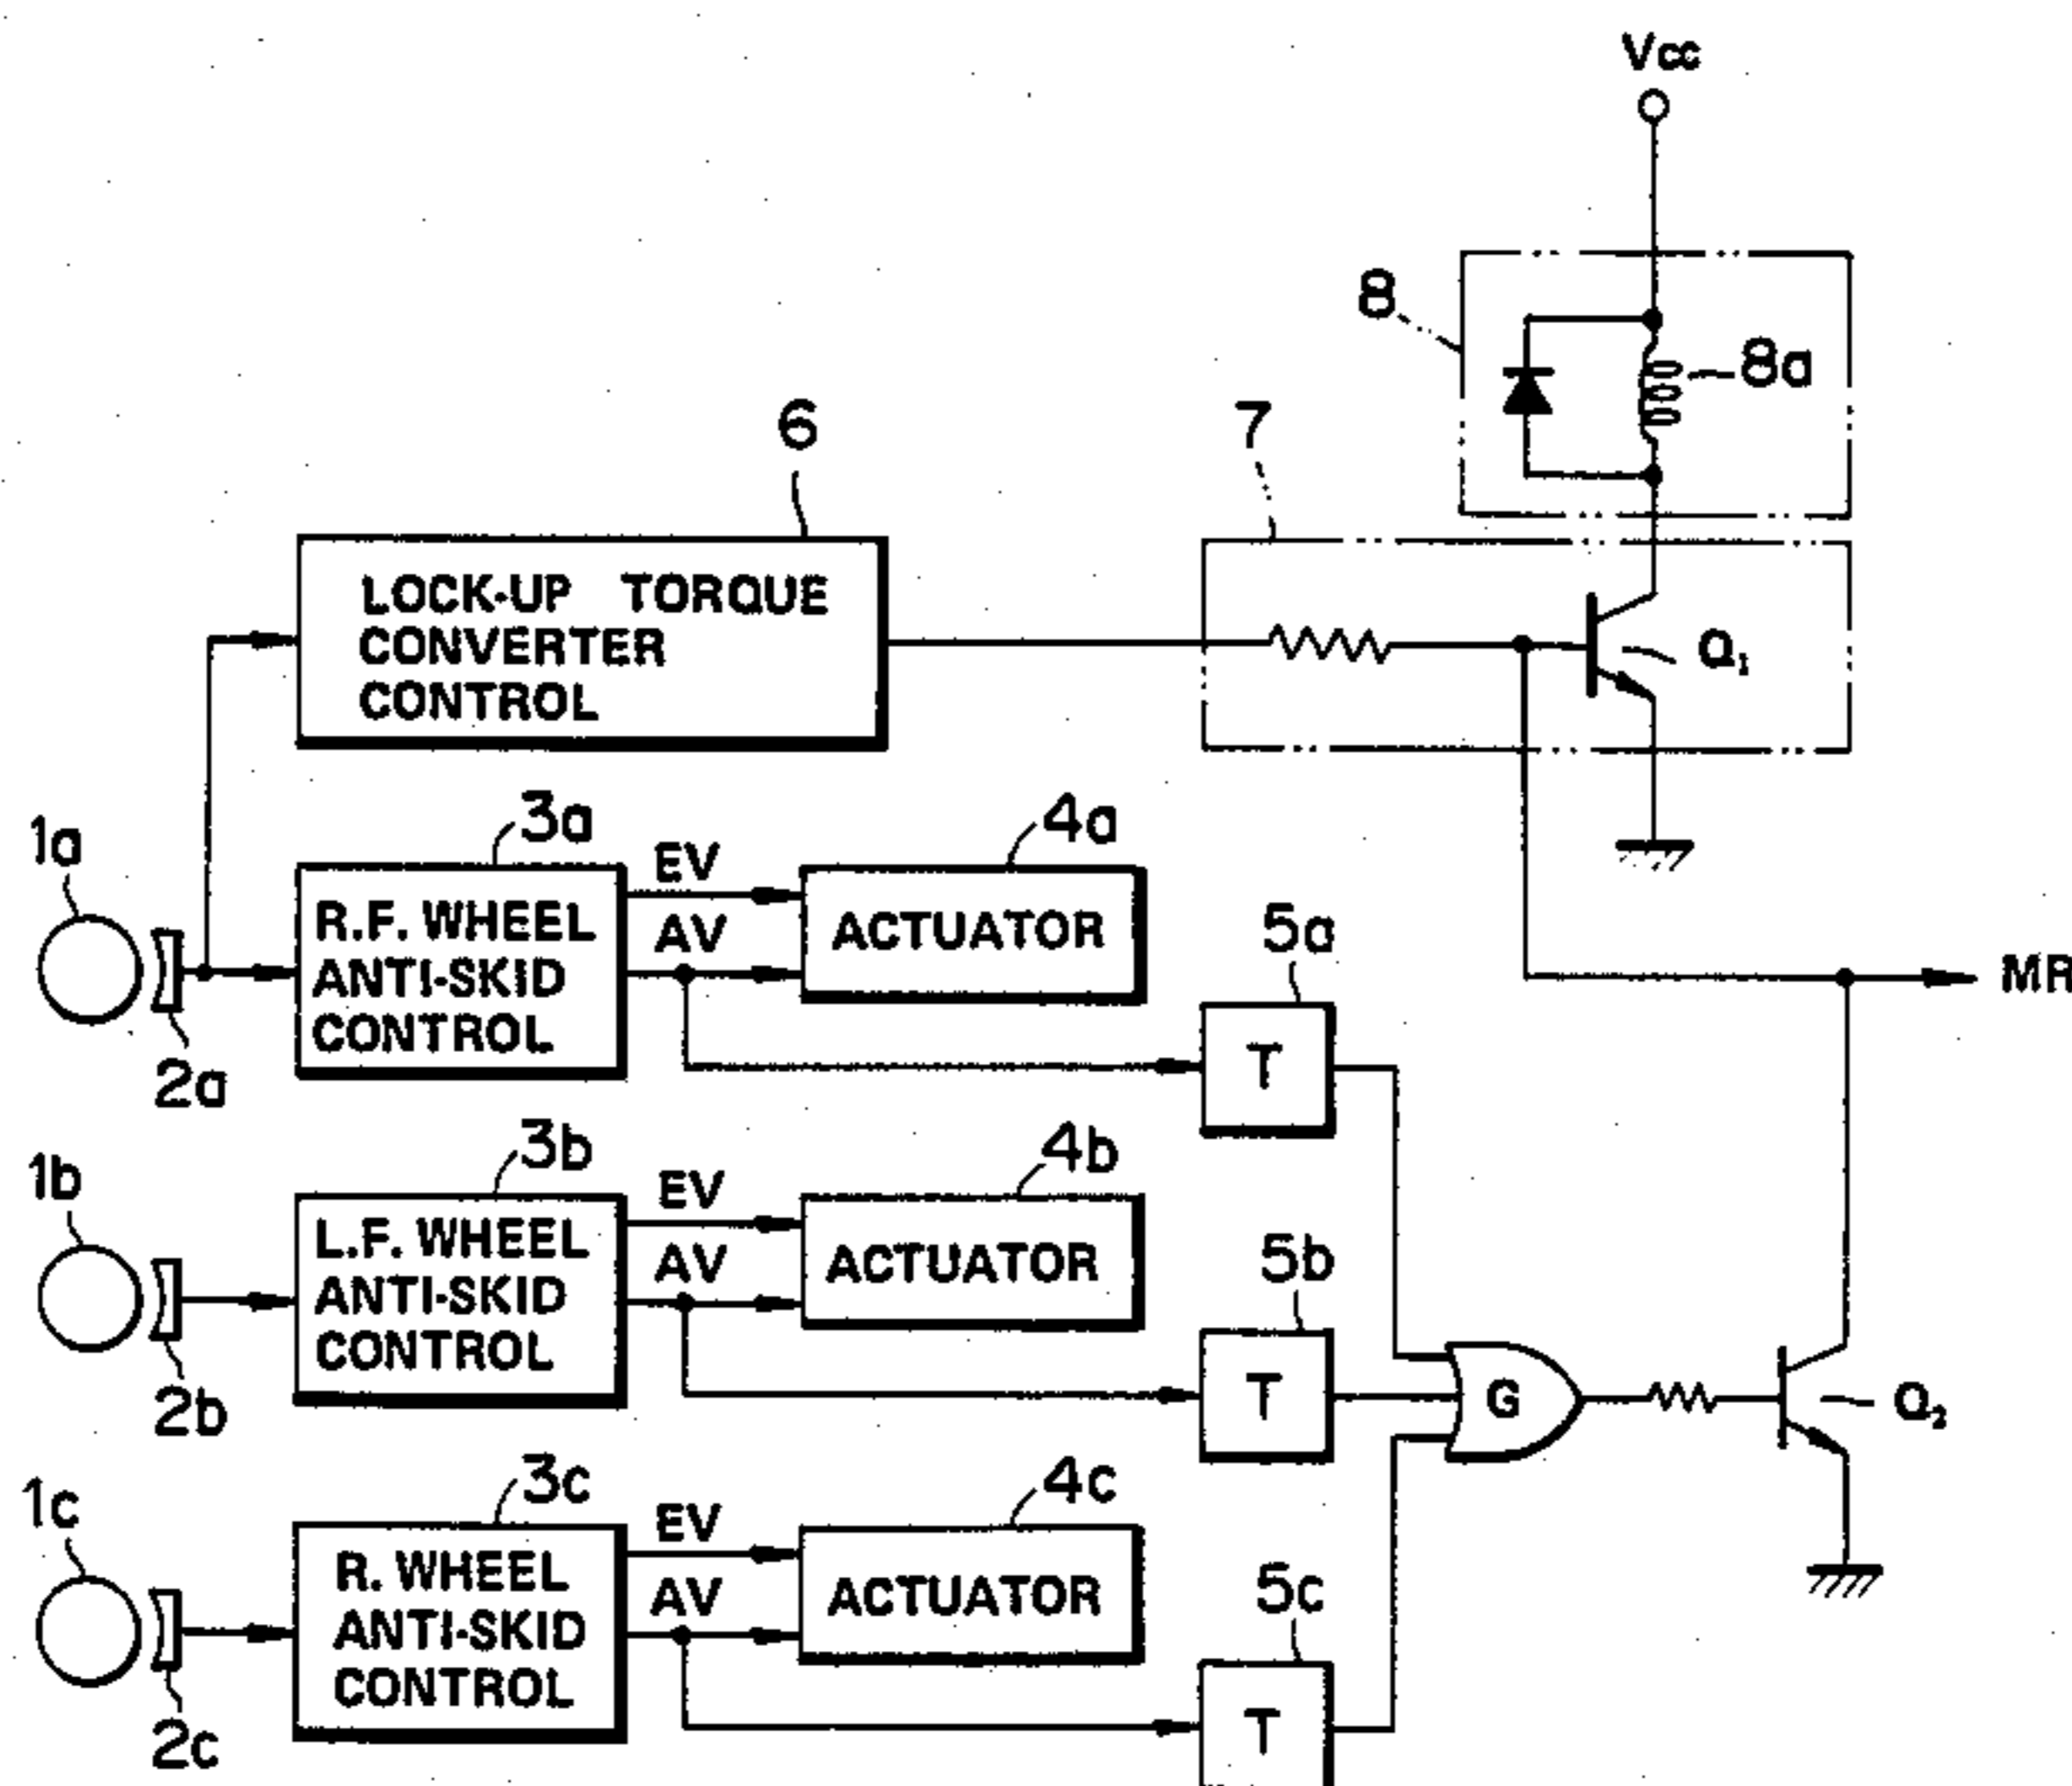 Vcc
8
8a
7
6
LOCK-UP TORQUE
CONVERTER
CONTROL
Q1
1a
3a
EV
4a
R.F. WHEEL
ANTI-SKID
CONTROL
AV
ACTUATOR
5a
MR
2a
T
1b
3b
EV
4b
L.F. WHEEL
ANTI-SKID
CONTROL
AV
ACTUATOR
5b
2b
T
G
Q2
1c
3c
EV
4c
R. WHEEL
ANTI-SKID
CONTROL
AV
ACTUATOR
5c
2c
T